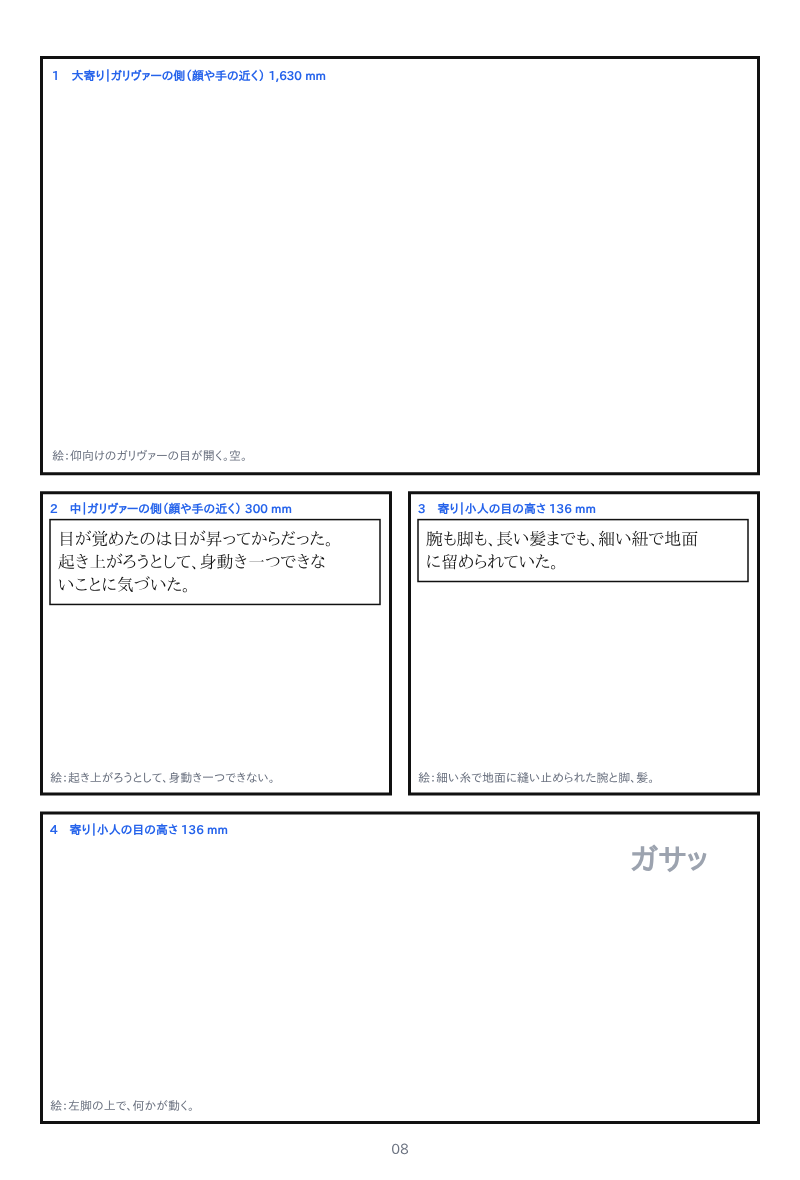 1　大寄り|ガリヴァーの側（顔や手の近く） 1,630 mm
絵：仰向けのガリヴァーの目が開く。空。
2　中|ガリヴァーの側（顔や手の近く） 300 mm
目が覚めたのは日が昇ってからだった。
起き上がろうとして、身動き一つできな
いことに気づいた。
絵：起き上がろうとして、身動き一つできない。
3　寄り|小人の目の高さ 136 mm
腕も脚も、長い髪までも、細い紐で地面
に留められていた。
絵：細い糸で地面に縫い止められた腕と脚、髪。
4　寄り|小人の目の高さ 136 mm
ガサッ
絵：左脚の上で、何かが動く。
08